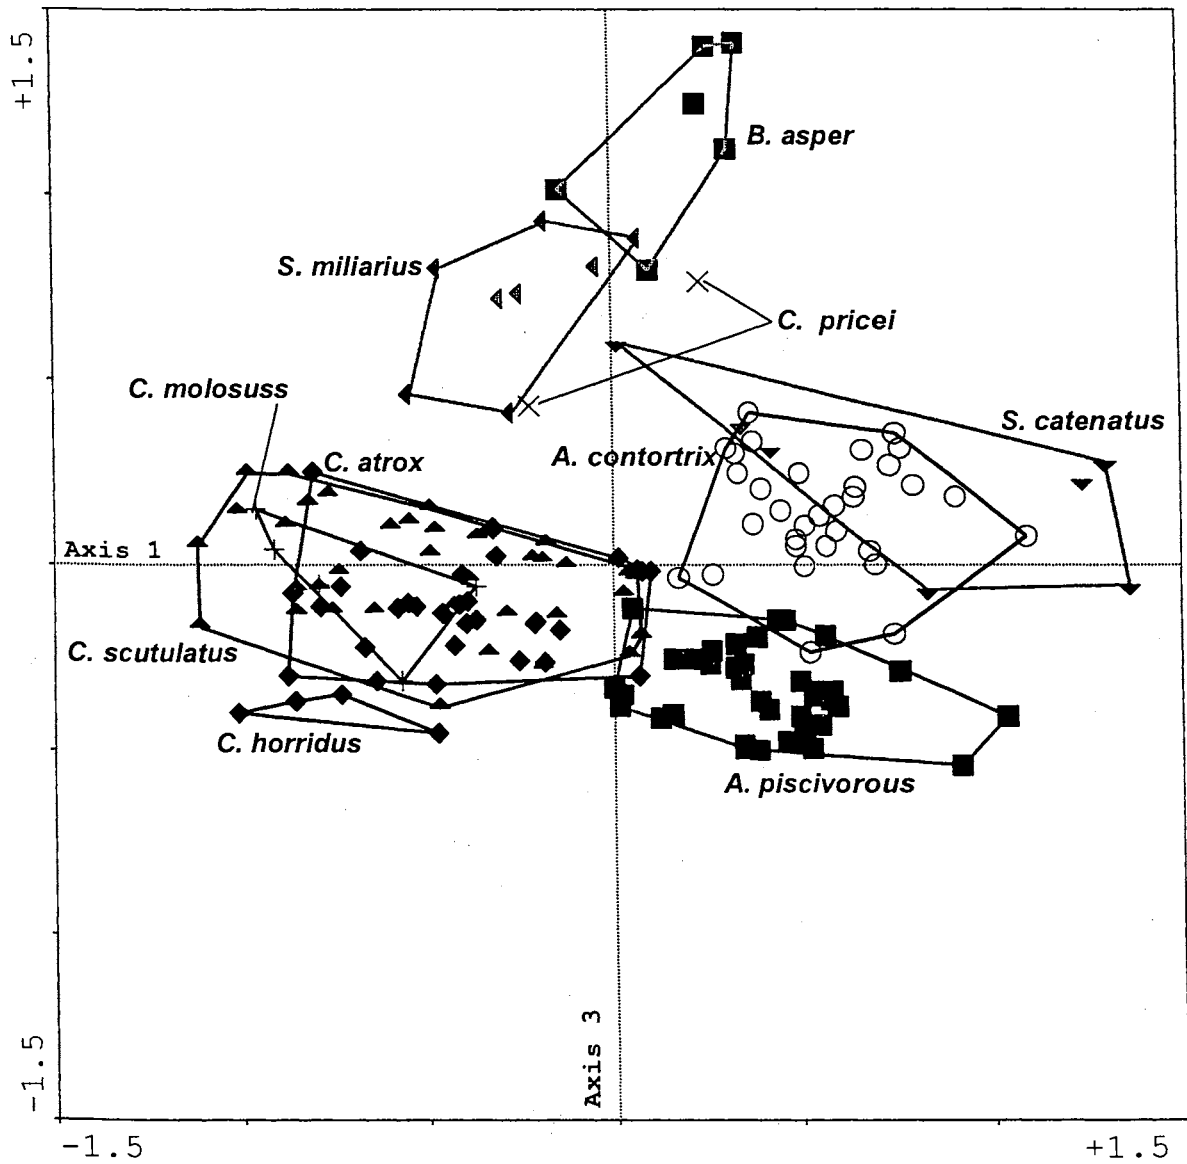 +1.5
B. asper
S. miliarius
C. pricei
C. molosuss
S. catenatus
A. contortrix
C. atrox
Axis 1
C. scutulatus
C. horridus
A. piscivorous
Axis 3
-1.5
-1.5
+1.5